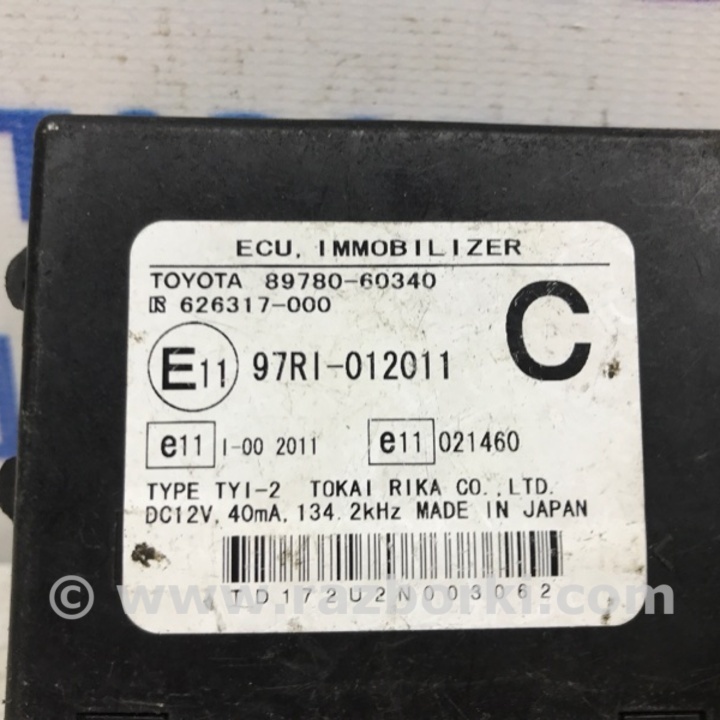 ECU, IMMOBILIZER
TOYOTA 89780-60340
626317-000
C
E11 97RI-012011
e11 I-00 2011 e11 021460
TYPE TYI-2 TOKAI RIKA CO.,LTD.
DC12V, 40mA, 134.2kHz MADE IN JAPAN
TD172U2N003062
© www.razborki.com